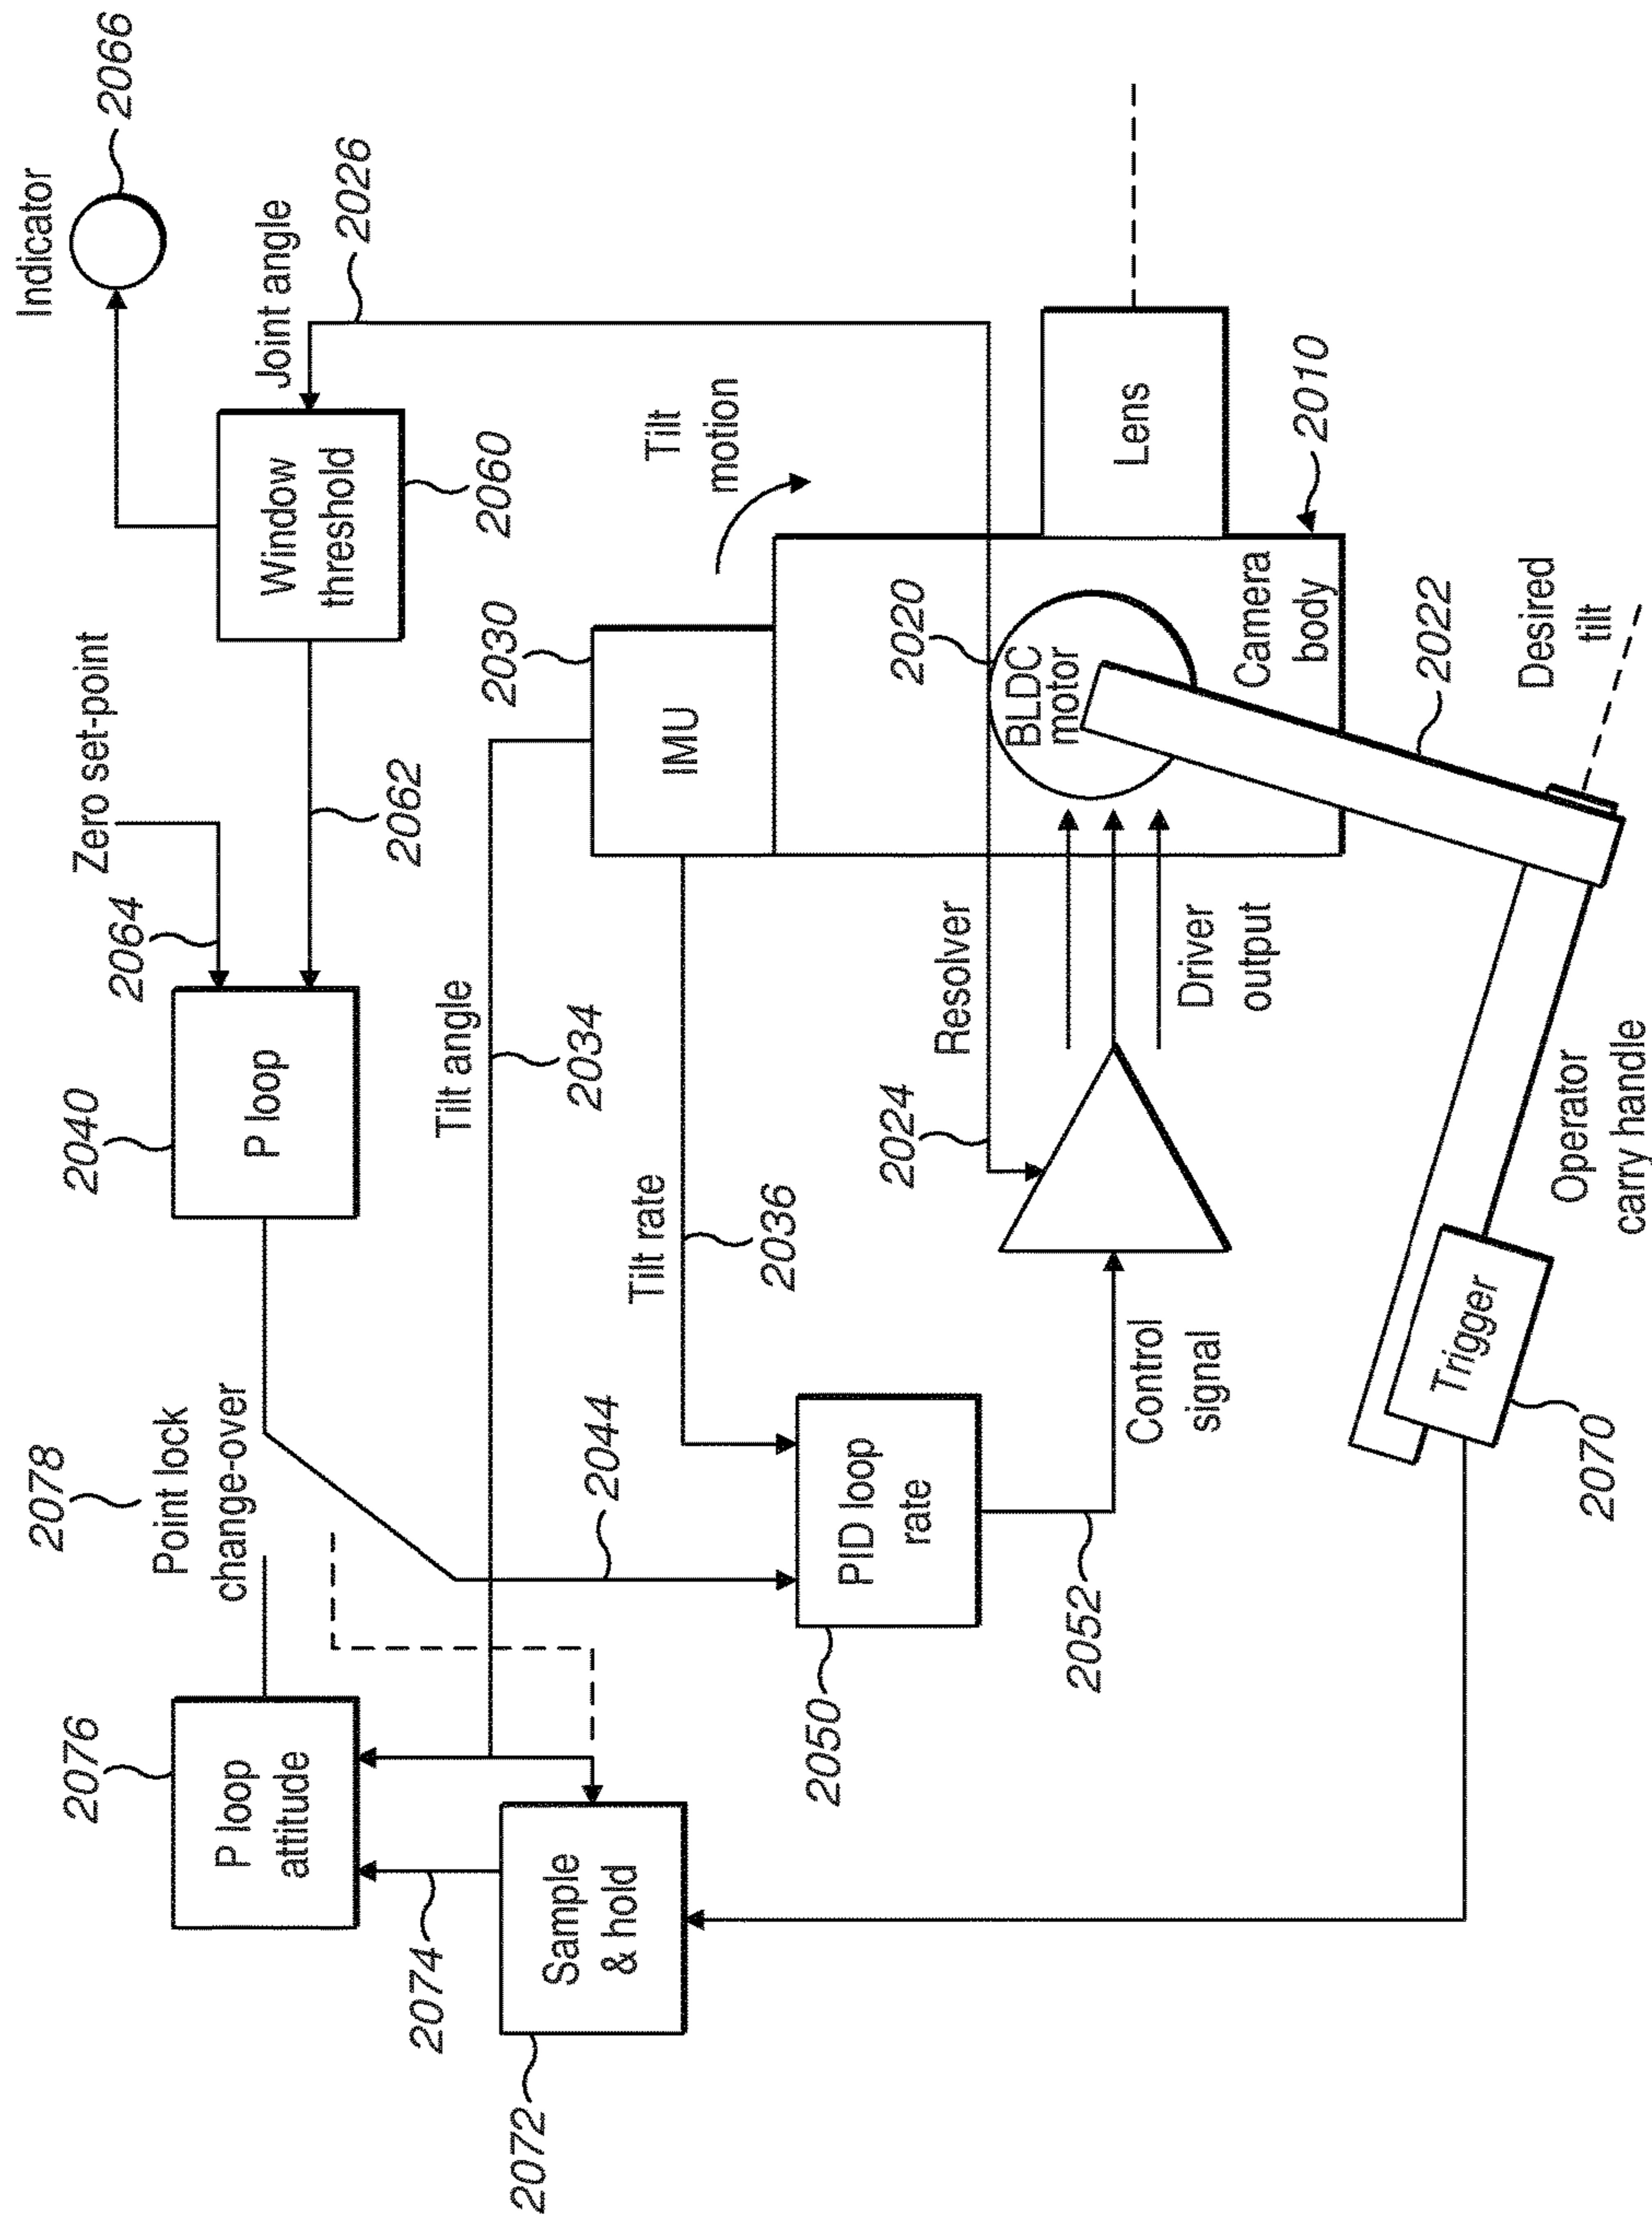 2076
P loop
attitude
2078
Point lock
change-over
2040
P loop
2064
Zero set-point
Indicator
2066
Window
threshold
Joint angle
2026
2060
2062
2074
2072
Sample
& hold
Tilt angle
2034
2030
IMU
Tilt
motion
2044
Tilt rate
2036
2050
PID loop
rate
2052
Control
signal
2024
Resolver
Driver
output
2020
BLDC
motor
Camera
body
Lens
2010
2022
Desired
tilt
Trigger
2070
Operator
carry handle